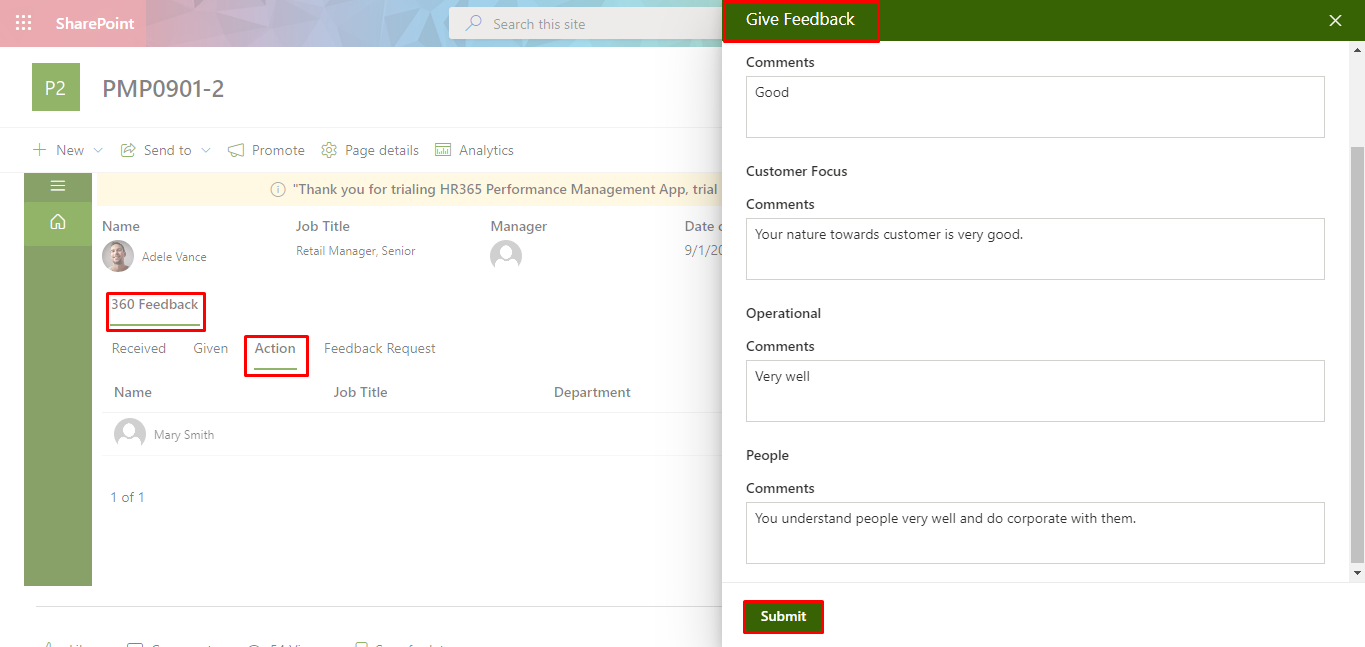 SharePoint
Search this site
P2
PMP0901-2
New
Send to
Promote
Page details
Analytics
"Thank you for trialing HR365 Performance Management App, trial
Name
Job Title
Manager
Date
Adele Vance
Retail Manager, Senior
9/1/20
360 Feedback
Received
Given
Action
Feedback Request
Name
Job Title
Department
Mary Smith
1 of 1
Give Feedback
Comments
Good
Customer Focus
Comments
Your nature towards customer is very good.
Operational
Comments
Very well
People
Comments
You understand people very well and do corporate with them.
Submit